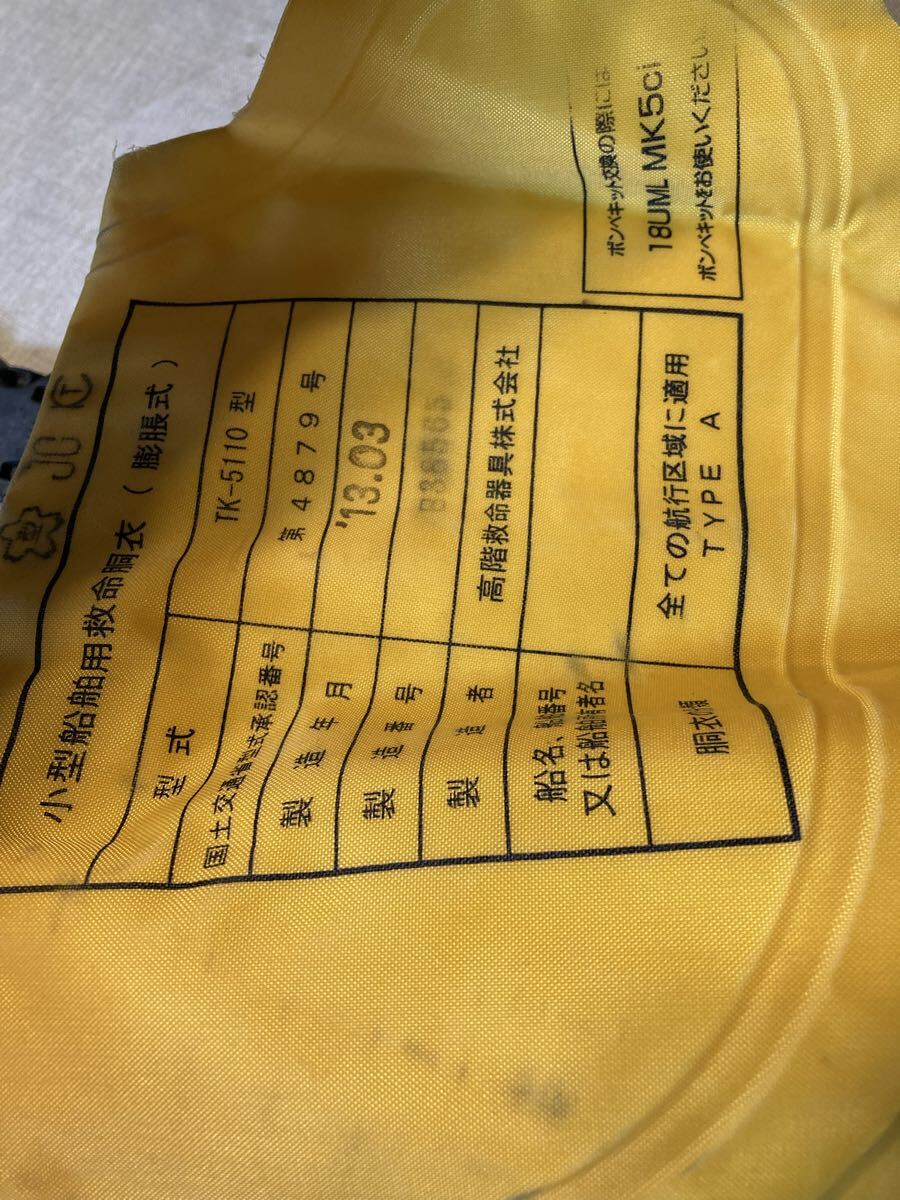 ボンベキット交換の際には
18UML MK5ci
ボンベキットをお使いください
小型船舶用救命胴衣(膨脹式)
型式 TK-5110 型
国土交通省型式承認番号 第4879号
製造年月 '13.03
製造番号
製造者 高階救命器具株式会社
船名、船舶番号
又は船舶所有者名
胴衣の種類 全ての航行区域に適用
TYPE A